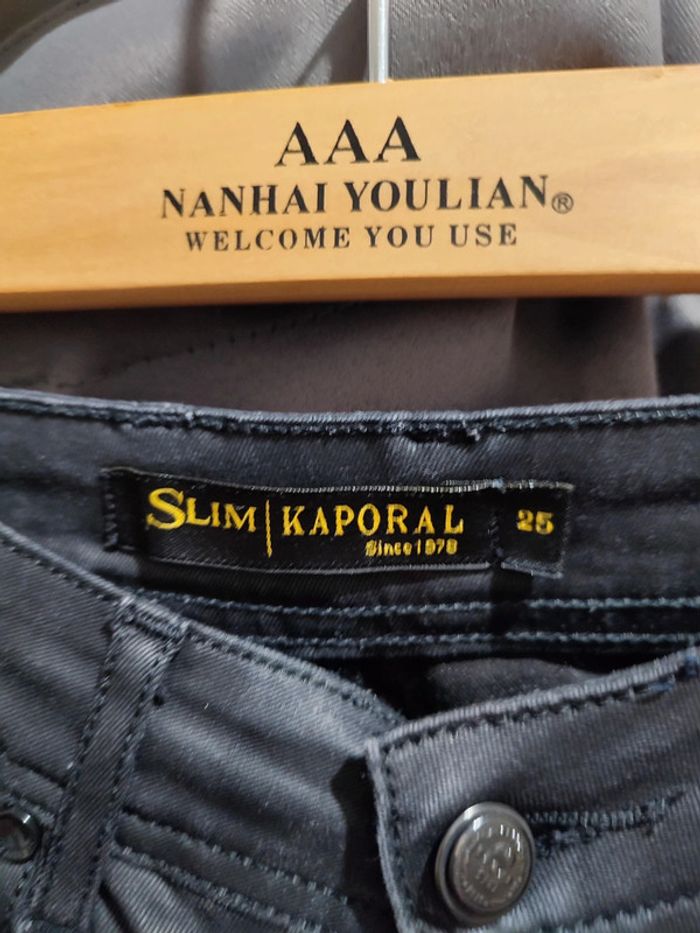 AAA
NANHAI YOULIAN®
WELCOME YOU USE
SLIM | KAPORAL 25
Since1978